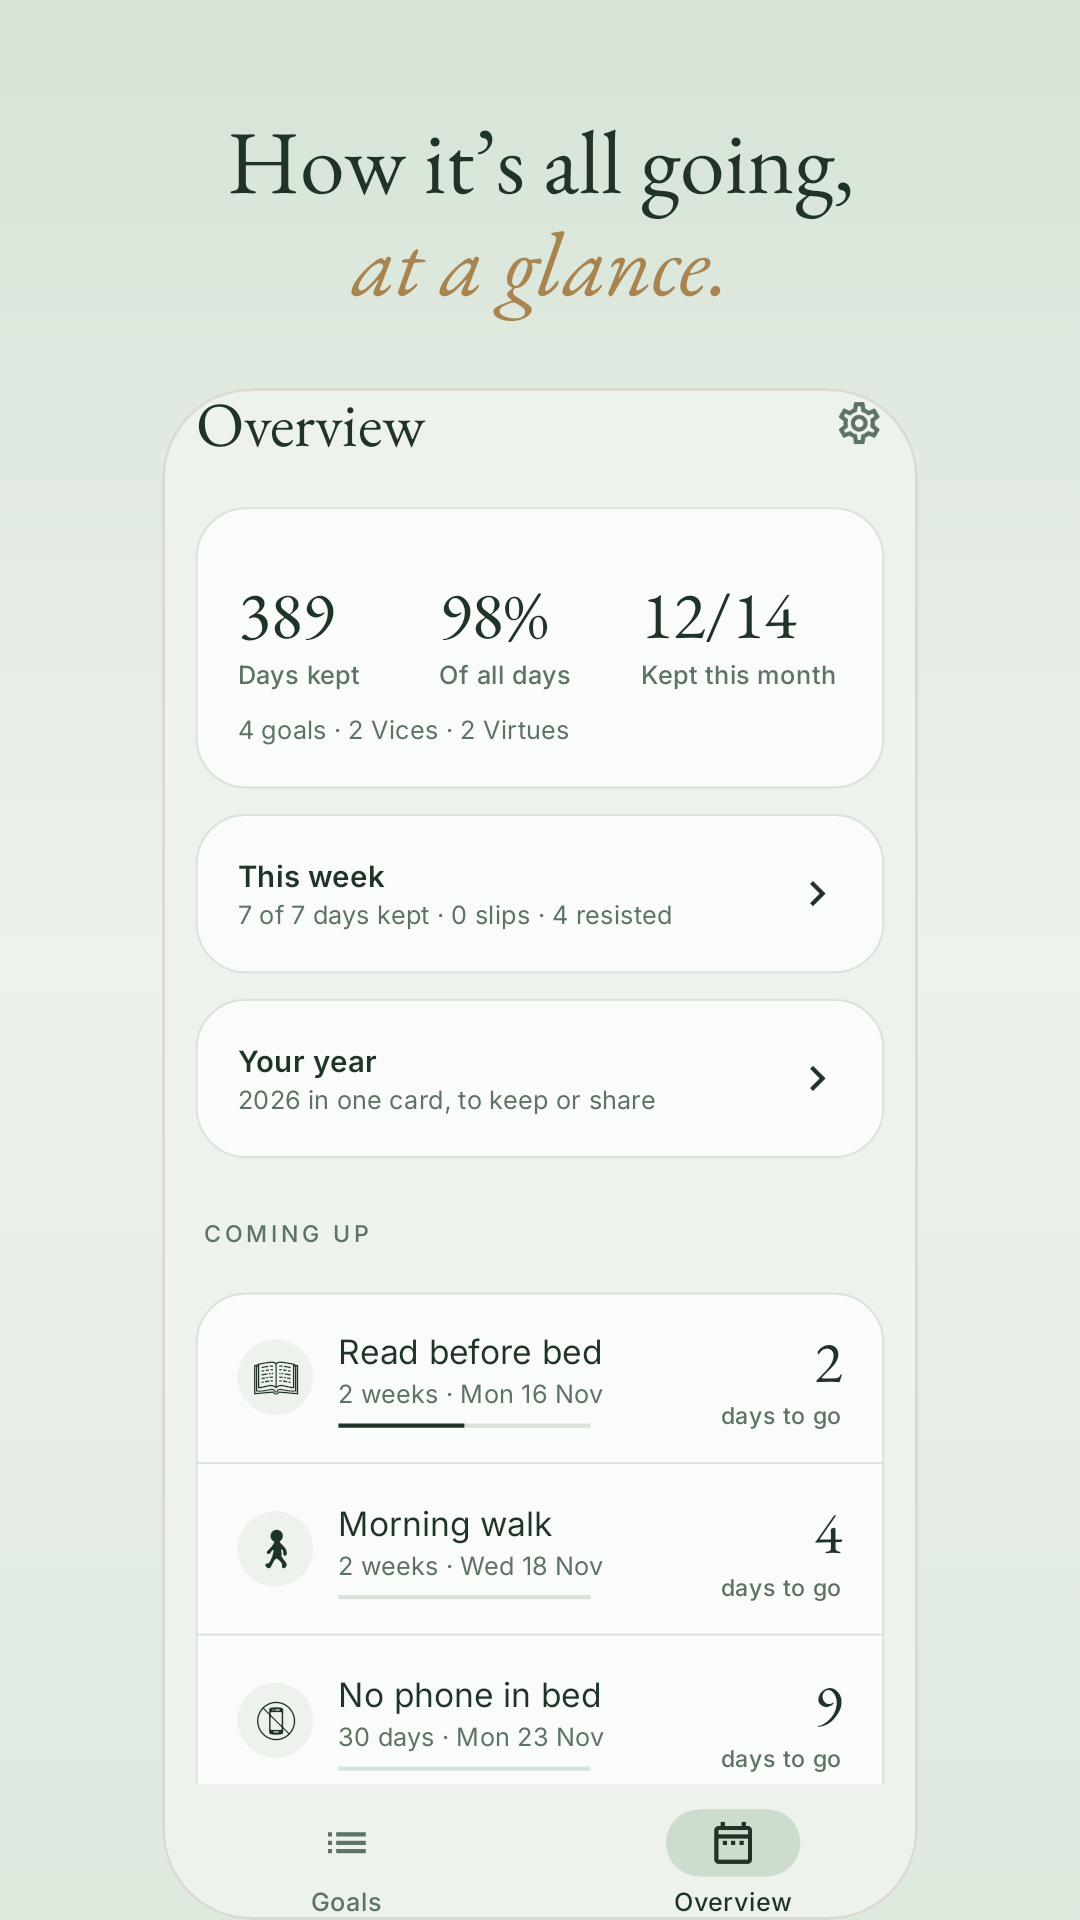 How it’s all going,
at a glance.
Overview
389 98% 12/14
Days kept Of all days Kept this month
4 goals · 2 Vices · 2 Virtues
This week
7 of 7 days kept · 0 slips · 4 resisted
Your year
2026 in one card, to keep or share
COMING UP
Read before bed 2
2 weeks · Mon 16 Nov days to go
Morning walk 4
2 weeks · Wed 18 Nov days to go
No phone in bed 9
30 days · Mon 23 Nov days to go
Goals Overview